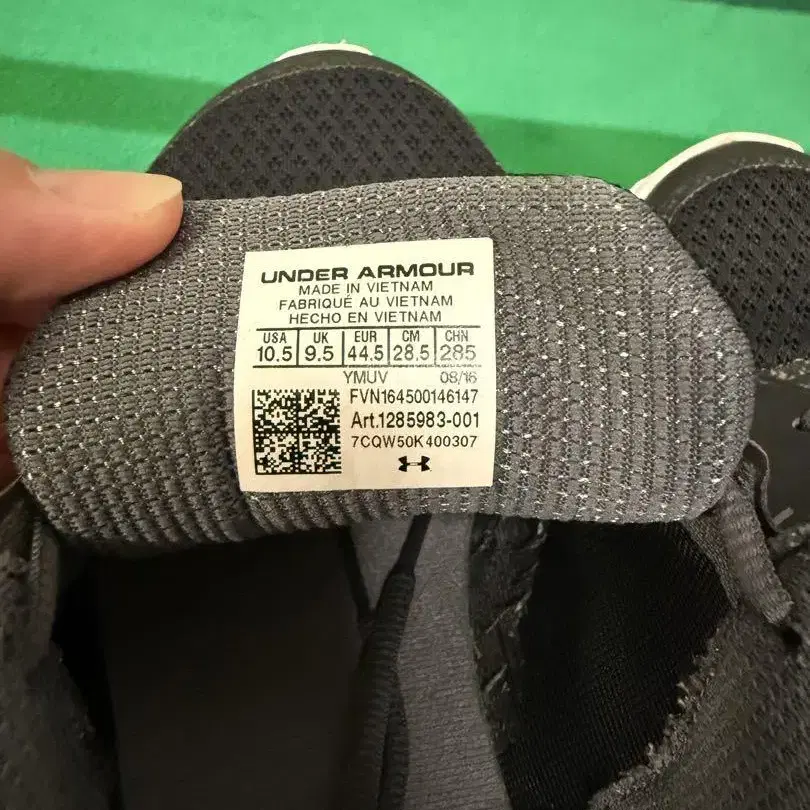 UNDER ARMOUR
MADE IN VIETNAM
FABRIQUÉ AU VIETNAM
HECHO EN VIETNAM
USA UK EUR CM CHN
10.5 9.5 44.5 28.5 285
YMUV 08/16
FVN164500146147
Art.1285983-001
7CQW50K400307